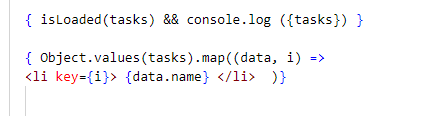 { isLoaded(tasks) && console.log ({tasks}) }
{ Object.values(tasks).map((data, i) =>
<li key={i}> {data.name} </li>  )}